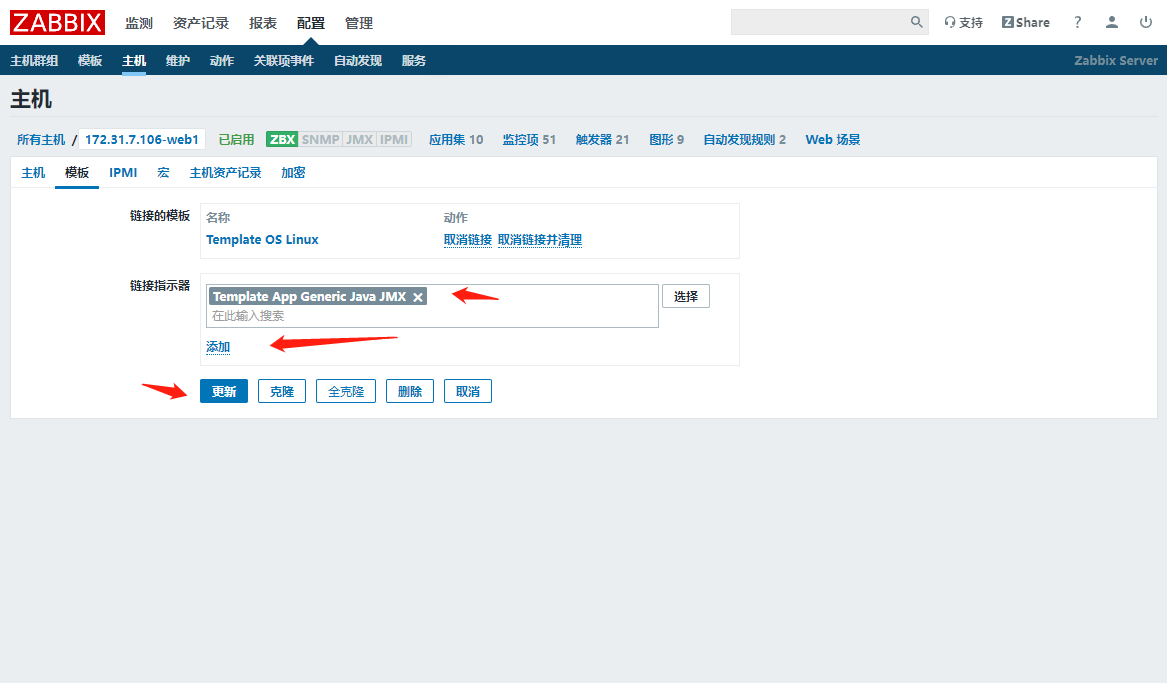 ZABBIX 监测 资产记录 报表 配置 管理 支持 Z Share ?
主机群组 模板 主机 维护 动作 关联项事件 自动发现 服务 Zabbix Server
主机
所有主机 / 172.31.7.106-web1 已启用 ZBX SNMP JMX IPMI 应用集 10 监控项 51 触发器 21 图形 9 自动发现规则 2 Web 场景
主机 模板 IPMI 宏 主机资产记录 加密
链接的模板 名称 动作
Template OS Linux 取消链接 取消链接并清理
链接指示器
Template App Generic Java JMX 选择
在此输入搜索
添加
更新 克隆 全克隆 删除 取消